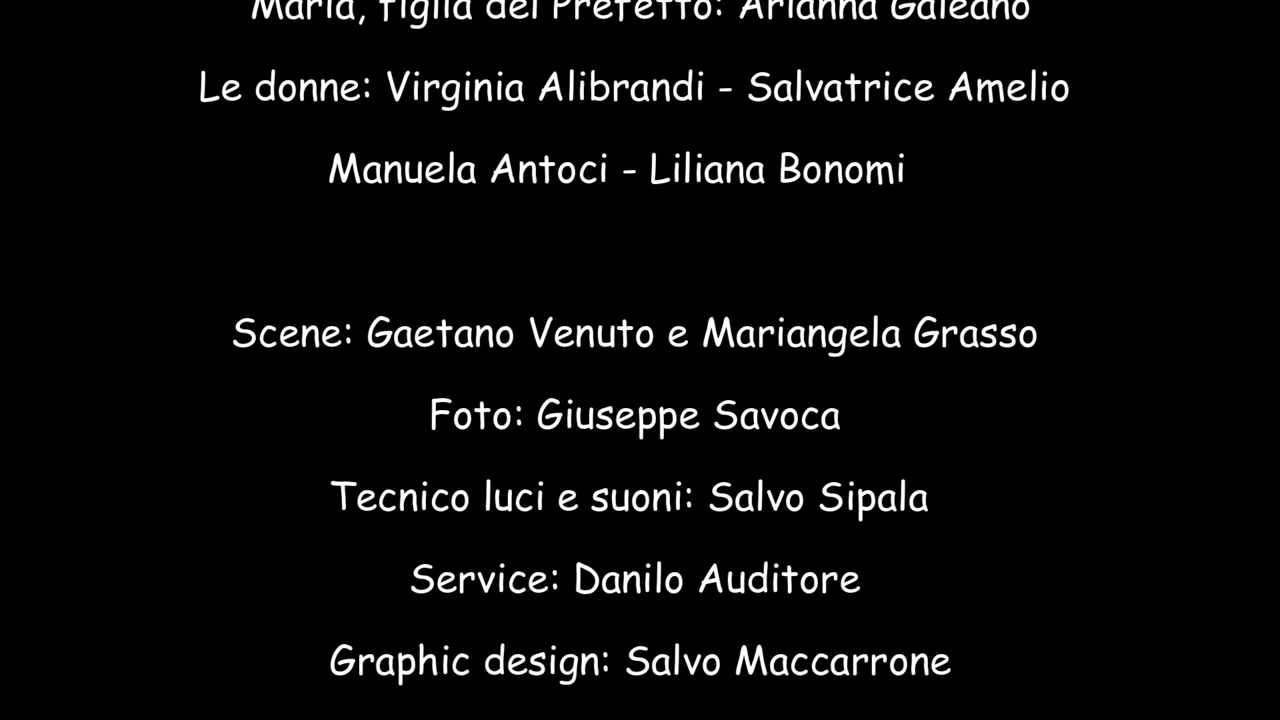 Maria, figlia del Prefetto: Arianna Galeano
Le donne: Virginia Alibrandi - Salvatrice Amelio
Manuela Antoci - Liliana Bonomi
Scene: Gaetano Venuto e Mariangela Grasso
Foto: Giuseppe Savoca
Tecnico luci e suoni: Salvo Sipala
Service: Danilo Auditore
Graphic design: Salvo Maccarrone